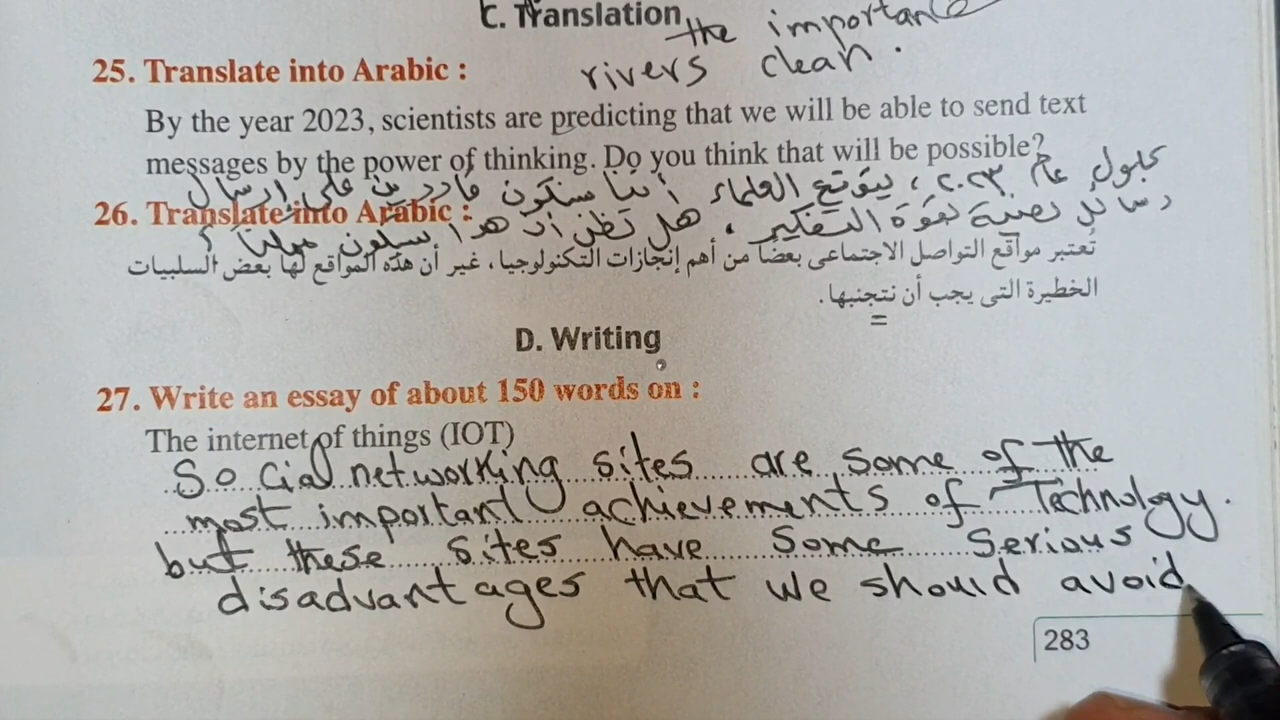 C. Translation
the importance
rivers clean.
25. Translate into Arabic :
By the year 2023, scientists are predicting that we will be able to send text
messages by the power of thinking. Do you think that will be possible?
بحلول عام ٢٠٢٣ ، يتوقع العلماء أننا سنكون قادرين على إرسال
26. Translate into Arabic :
رسائل نصية بقوة التفكير ، هل تظن أن هذا سيكون ممكناً ؟
تُعتبر مواقع التواصل الاجتماعى بعضًا من أهم إنجازات التكنولوجيا، غير أن هذه المواقع لها بعض السلبيات
الخطيرة التى يجب أن نتجنبها.
D. Writing
27. Write an essay of about 150 words on :
The internet of things (IOT)
Social networking sites are some of the
most important achievements of Technology.
but these sites have some serious
disadvantages that we should avoid
283